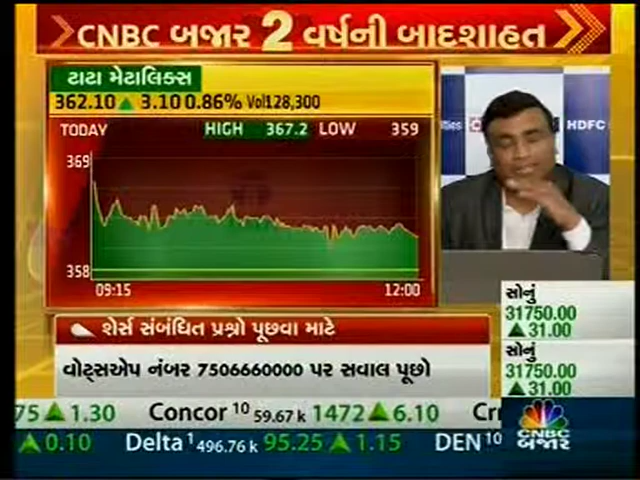 CNBC બજાર 2 વર્ષની બાદશાહત
ટાટા મેટાલિક્સ
362.10 ▲ 3.10 0.86% Vol128,300
TODAY HIGH 367.2 LOW 359
369
358
09:15 12:00
ities HDFC
સોનું
31750.00
▲31.00
સોનું
31750.00
▲31.00
શેર્સ સંબંધિત પ્રશ્નો પૂછવા માટે
વોટ્સએપ નંબર 7506660000 પર સવાલ પૂછો
75 ▲ 1.30 Concor 10 59.67 k 1472 ▲ 6.10 Cr
▲ 0.10 Delta 1 496.76 k 95.25 ▲ 1.15 DEN 10
CNBC
બજાર